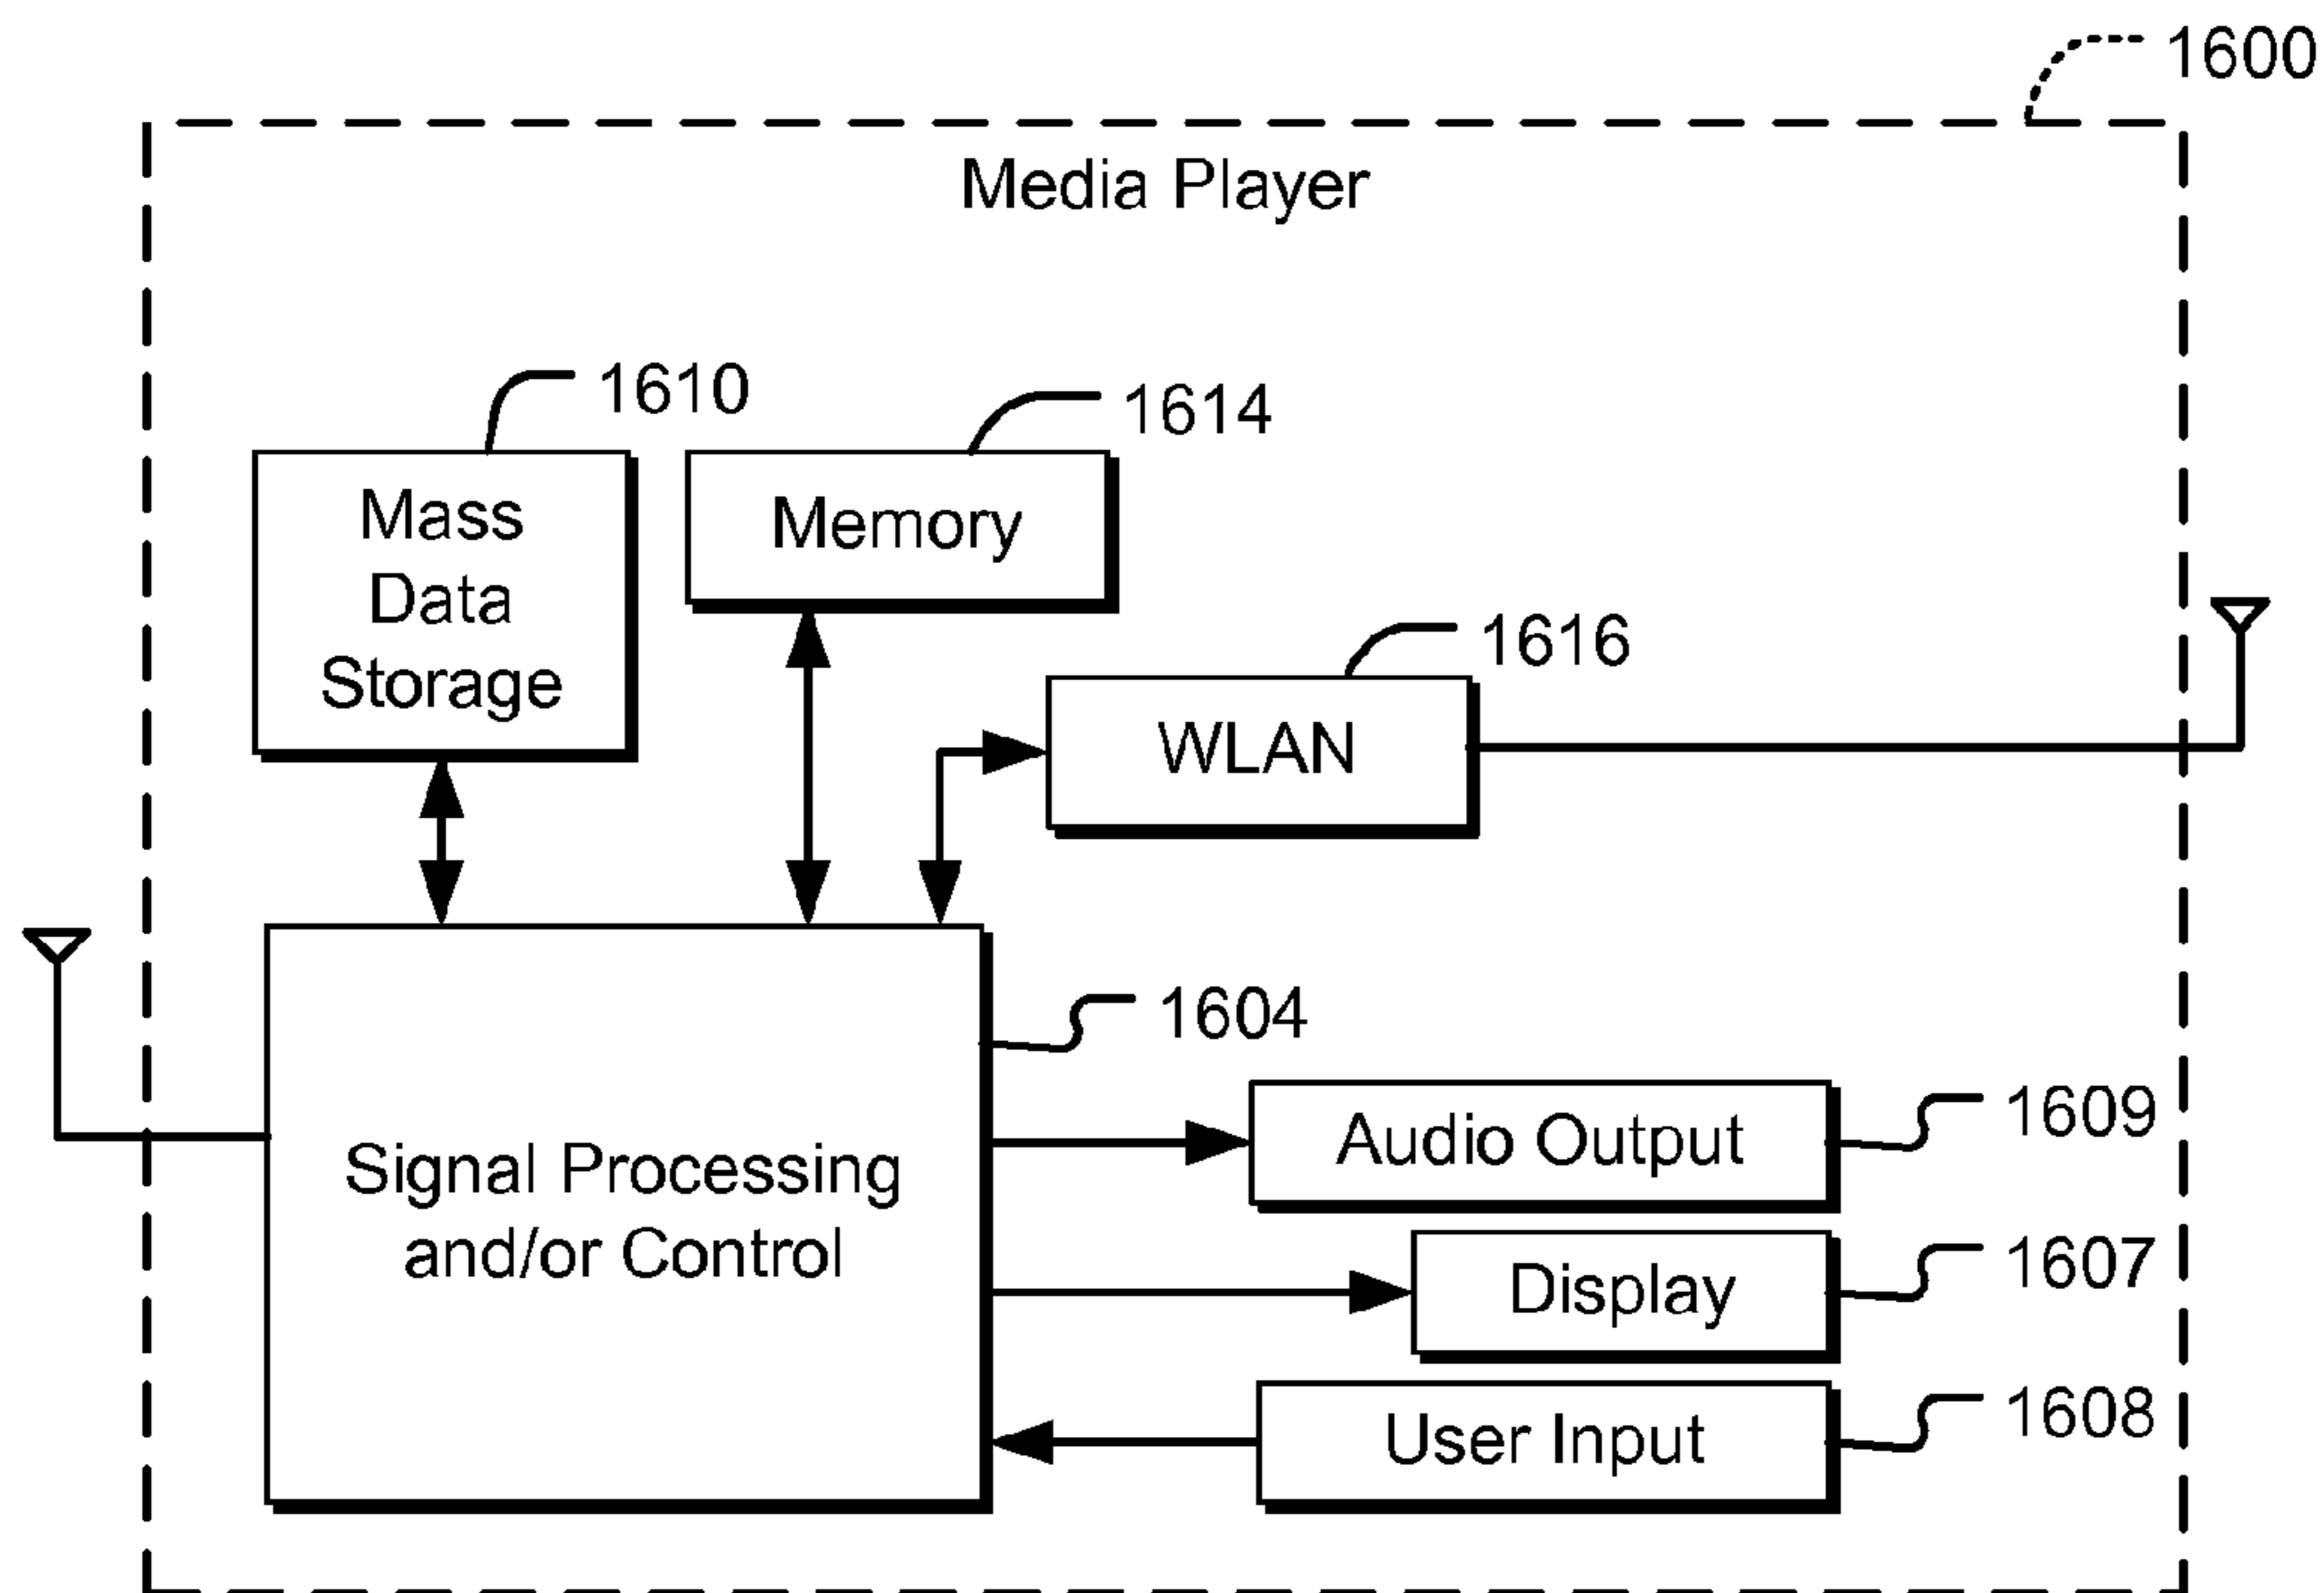 1600
Media Player
1610
1614
Mass
Data
Storage
Memory
1616
WLAN
1604
Signal Processing
and/or Control
Audio Output
1609
Display
1607
User Input
1608